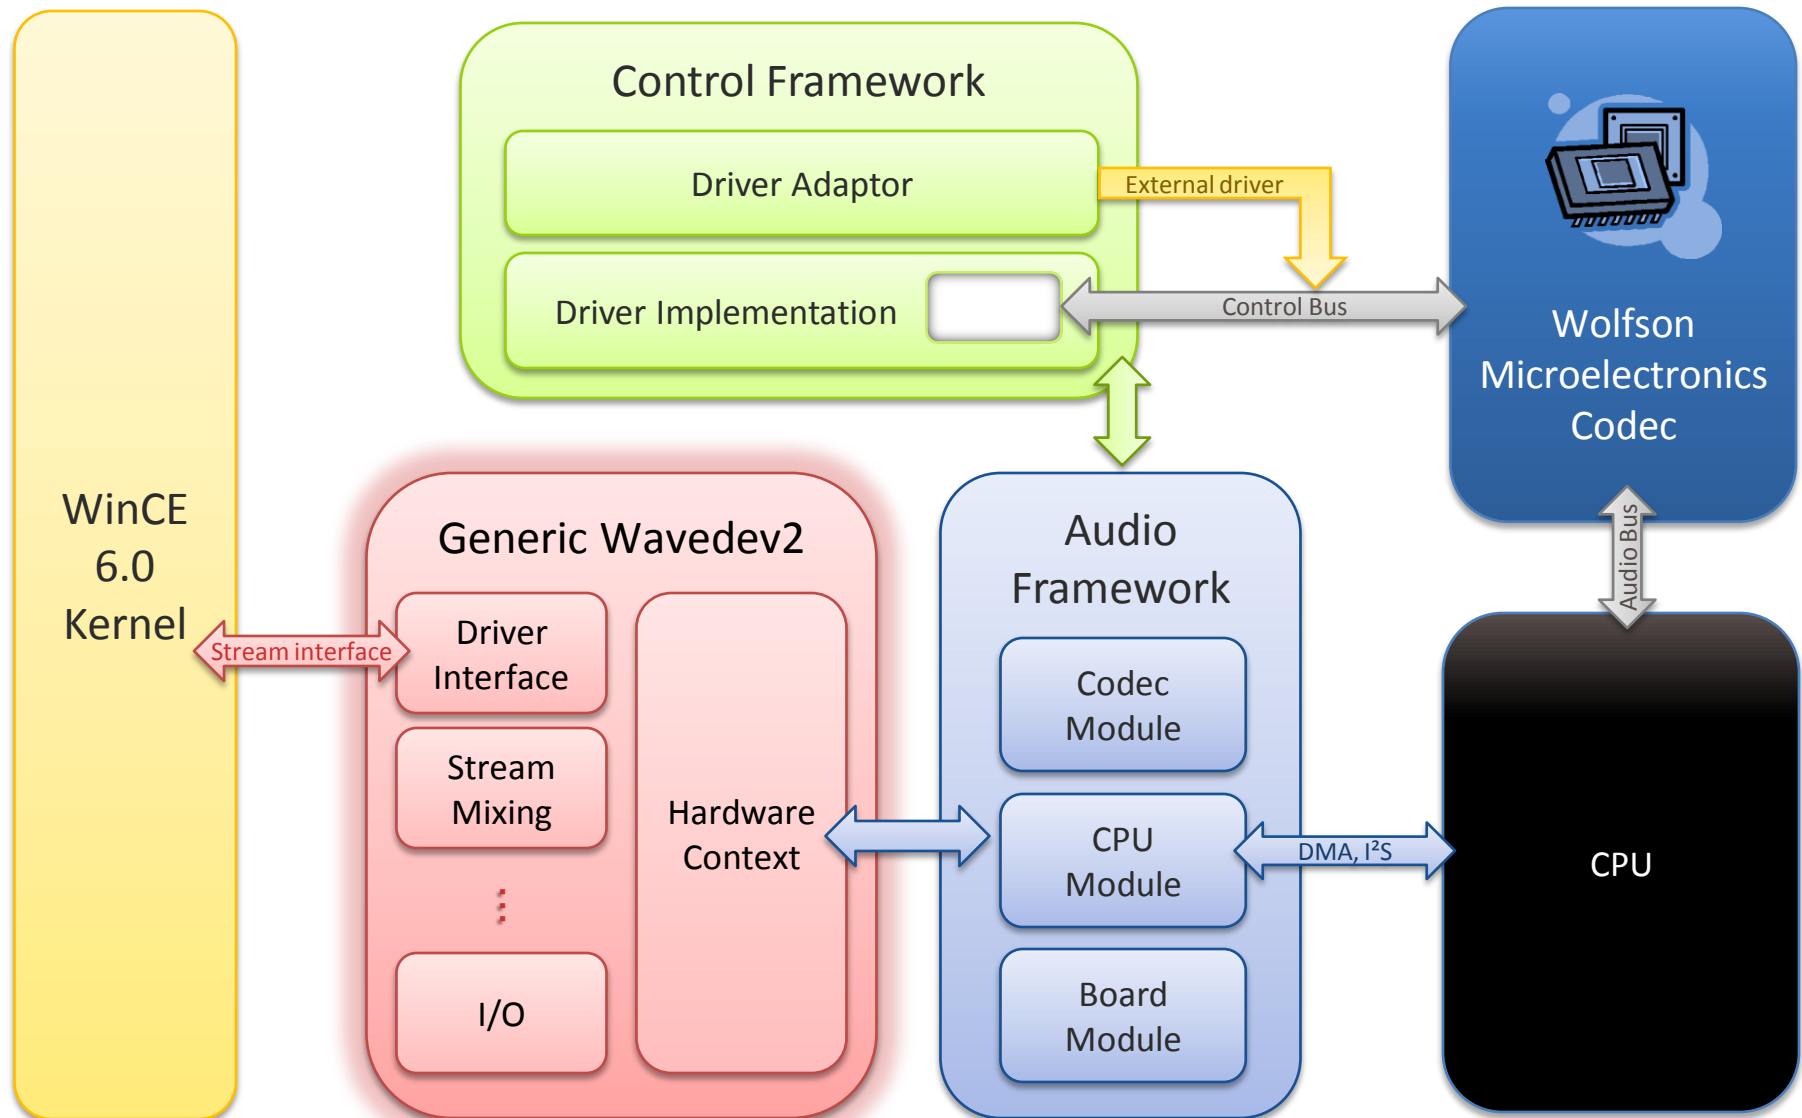 WinCE
6.0
Kernel
Control Framework
Driver Adaptor
External driver
Driver Implementation
Control Bus
Wolfson
Microelectronics
Codec
Audio Bus
Generic Wavedev2
Driver
Interface
Stream interface
Stream
Mixing
...
I/O
Hardware
Context
Audio
Framework
Codec
Module
CPU
Module
Board
Module
DMA, I²S
CPU